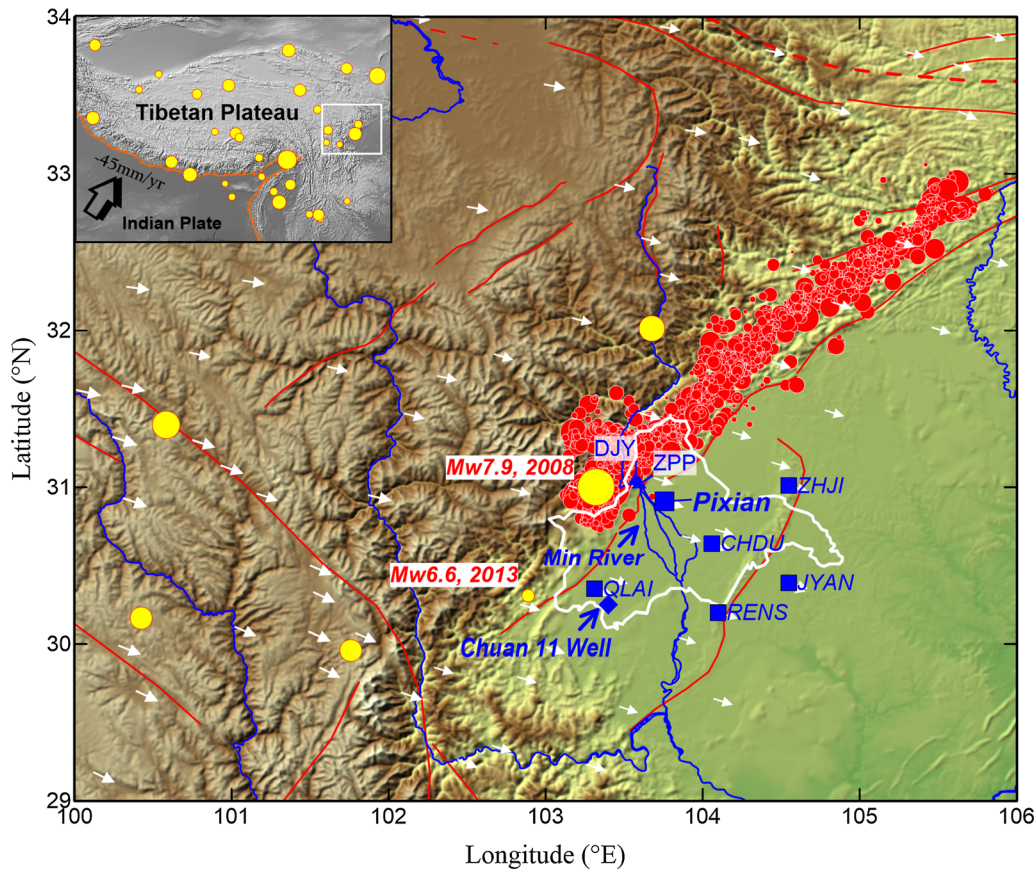 Tibetan Plateau
-45mm/yr
Indian Plate
34
33
32
31
30
29
Latitude (°N)
DJY
ZPP
Mw7.9, 2008
ZHJI
Pixian
CHDU
Min River
Mw6.6, 2013
QLAI
JYAN
RENS
Chuan 11 Well
100
101
102
103
104
105
106
Longitude (°E)